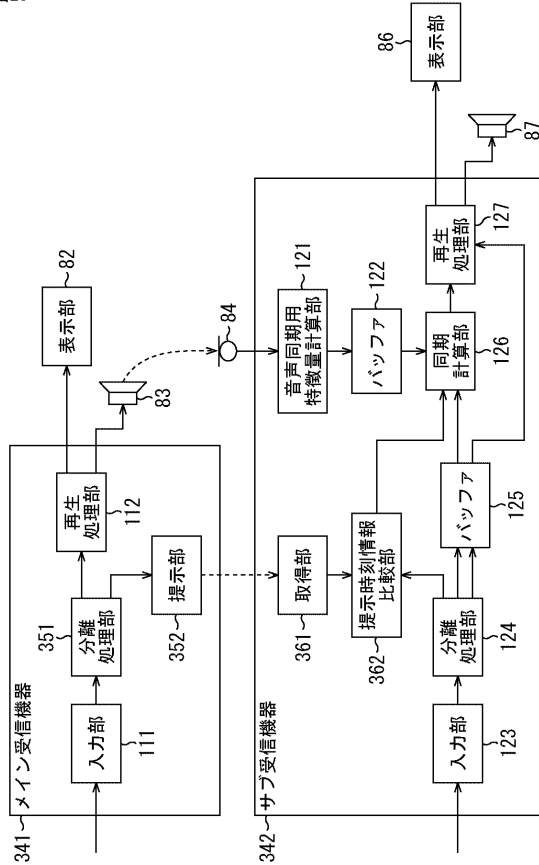 341
メイン受信機器
入力部
111
分離
処理部
351
再生
処理部
112
提示部
352
表示部
82
83
84
342
サブ受信機器
取得部
361
提示時刻情報
比較部
362
音声同期用
特徴量計算部
121
バッファ
122
入力部
123
分離
処理部
124
バッファ
125
同期
計算部
126
再生
処理部
127
表示部
86
87